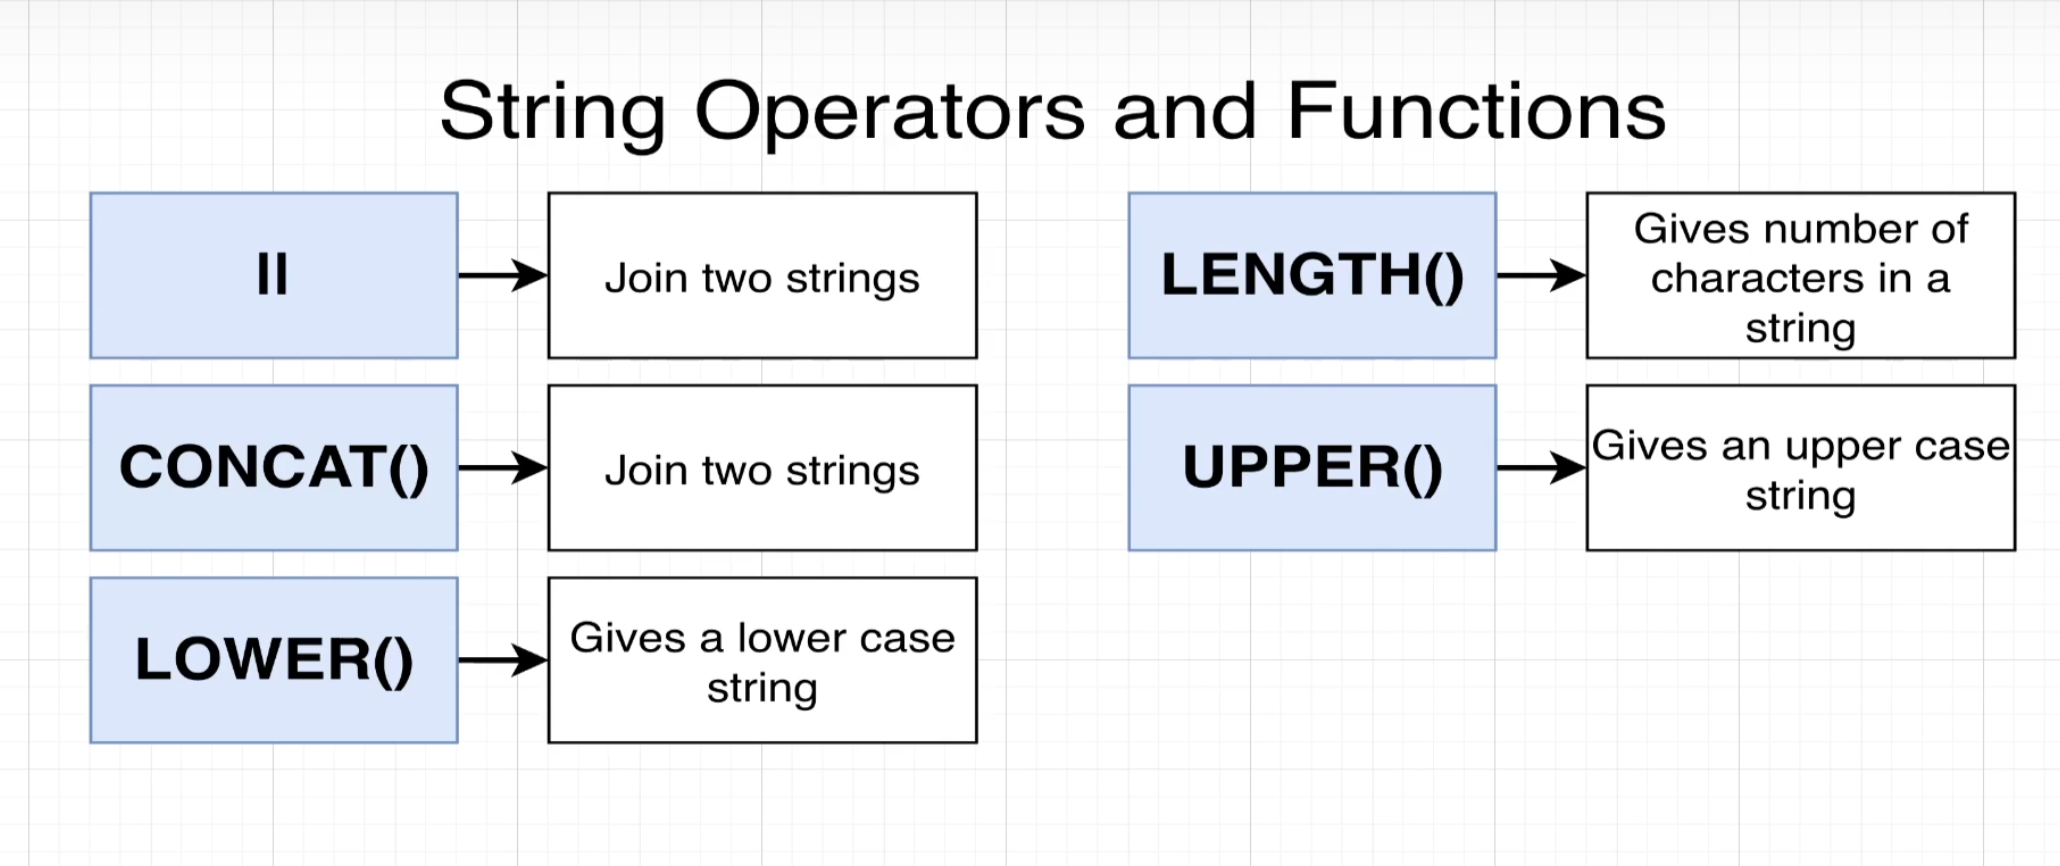 String Operators and Functions
||
Join two strings
CONCAT()
Join two strings
LOWER()
Gives a lower case
string
LENGTH()
Gives number of
characters in a
string
UPPER()
Gives an upper case
string